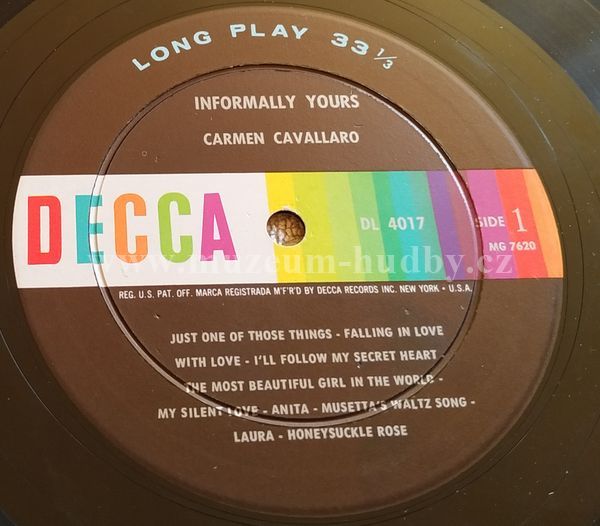 LONG PLAY 33 1/3
INFORMALLY YOURS
CARMEN CAVALLARO
DECCA
DL 4017
SIDE 1
MG 7620
www.muzeum-hudby.cz
REG. U.S. PAT. OFF. MARCA REGISTRADA M'F'R'D BY DECCA RECORDS INC. NEW YORK - U.S.A.
JUST ONE OF THOSE THINGS - FALLING IN LOVE
WITH LOVE - I'LL FOLLOW MY SECRET HEART -
THE MOST BEAUTIFUL GIRL IN THE WORLD -
MY SILENT LOVE - ANITA - MUSETTA'S WALTZ SONG -
LAURA - HONEYSUCKLE ROSE